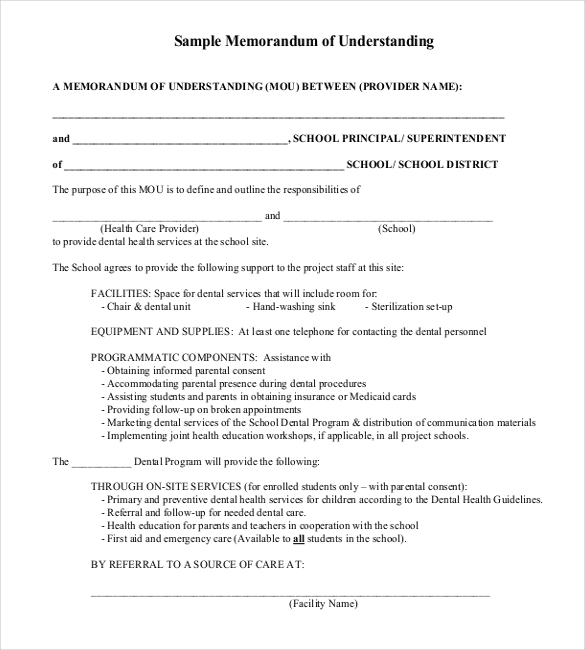 Sample Memorandum of Understanding
A MEMORANDUM OF UNDERSTANDING (MOU) BETWEEN (PROVIDER NAME):
______________________________________________________________________________
and ________________________________________, SCHOOL PRINCIPAL/ SUPERINTENDENT
of ____________________________________________________ SCHOOL/ SCHOOL DISTRICT
The purpose of this MOU is to define and outline the responsibilities of
______________________________________ and ______________________________________
(Health Care Provider) (School)
to provide dental health services at the school site.
The School agrees to provide the following support to the project staff at this site:
FACILITIES: Space for dental services that will include room for:
- Chair & dental unit - Hand-washing sink - Sterilization set-up
EQUIPMENT AND SUPPLIES: At least one telephone for contacting the dental personnel
PROGRAMMATIC COMPONENTS: Assistance with
- Obtaining informed parental consent
- Accommodating parental presence during dental procedures
- Assisting students and parents in obtaining insurance or Medicaid cards
- Providing follow-up on broken appointments
- Marketing dental services of the School Dental Program & distribution of communication materials
- Implementing joint health education workshops, if applicable, in all project schools.
The ___________ Dental Program will provide the following:
THROUGH ON-SITE SERVICES (for enrolled students only – with parental consent):
- Primary and preventive dental health services for children according to the Dental Health Guidelines.
- Referral and follow-up for needed dental care.
- Health education for parents and teachers in cooperation with the school
- First aid and emergency care (Available to all students in the school).
BY REFERRAL TO A SOURCE OF CARE AT:
________________________________________________________________________
(Facility Name)